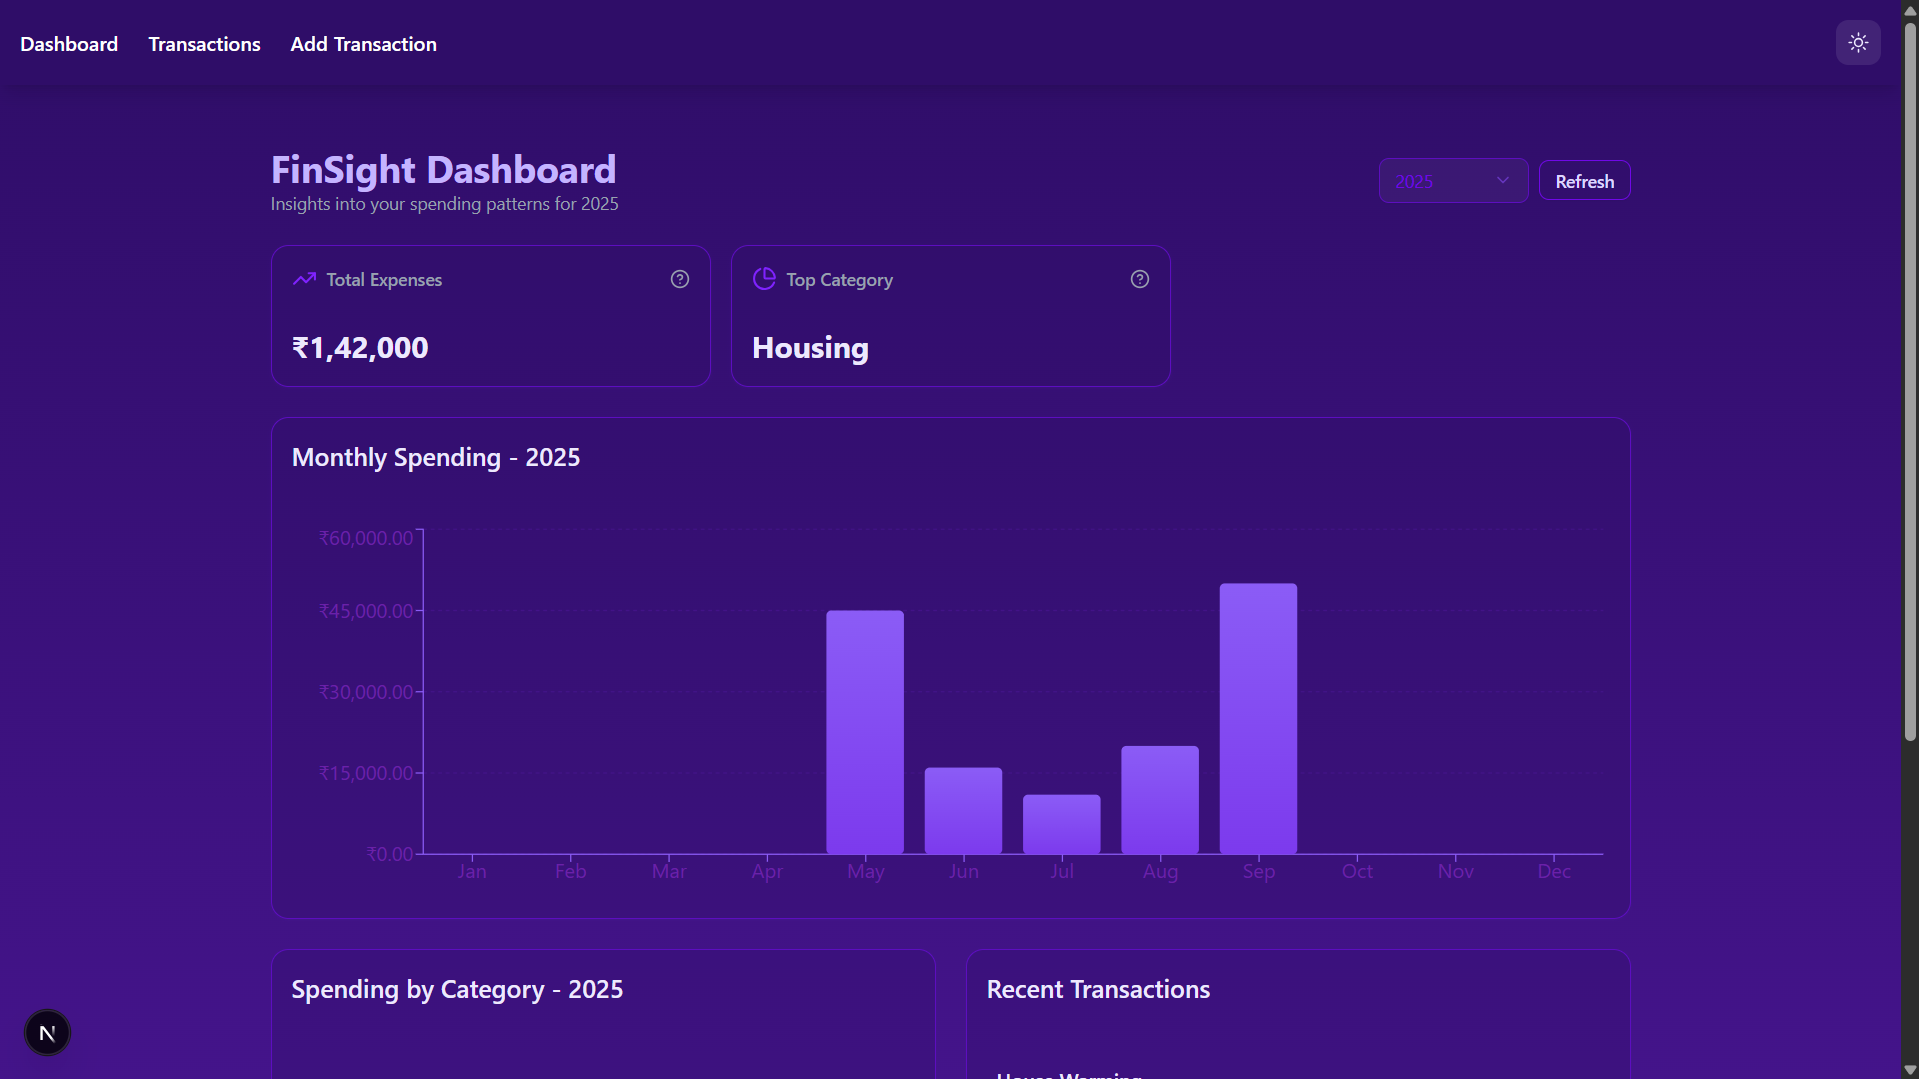 Dashboard Transactions Add Transaction
FinSight Dashboard
Insights into your spending patterns for 2025
2025
Refresh
Total Expenses
₹1,42,000
Top Category
Housing
Monthly Spending - 2025
₹60,000.00
₹45,000.00
₹30,000.00
₹15,000.00
₹0.00
Jan Feb Mar Apr May Jun Jul Aug Sep Oct Nov Dec
Spending by Category - 2025
Recent Transactions
House Warming
N